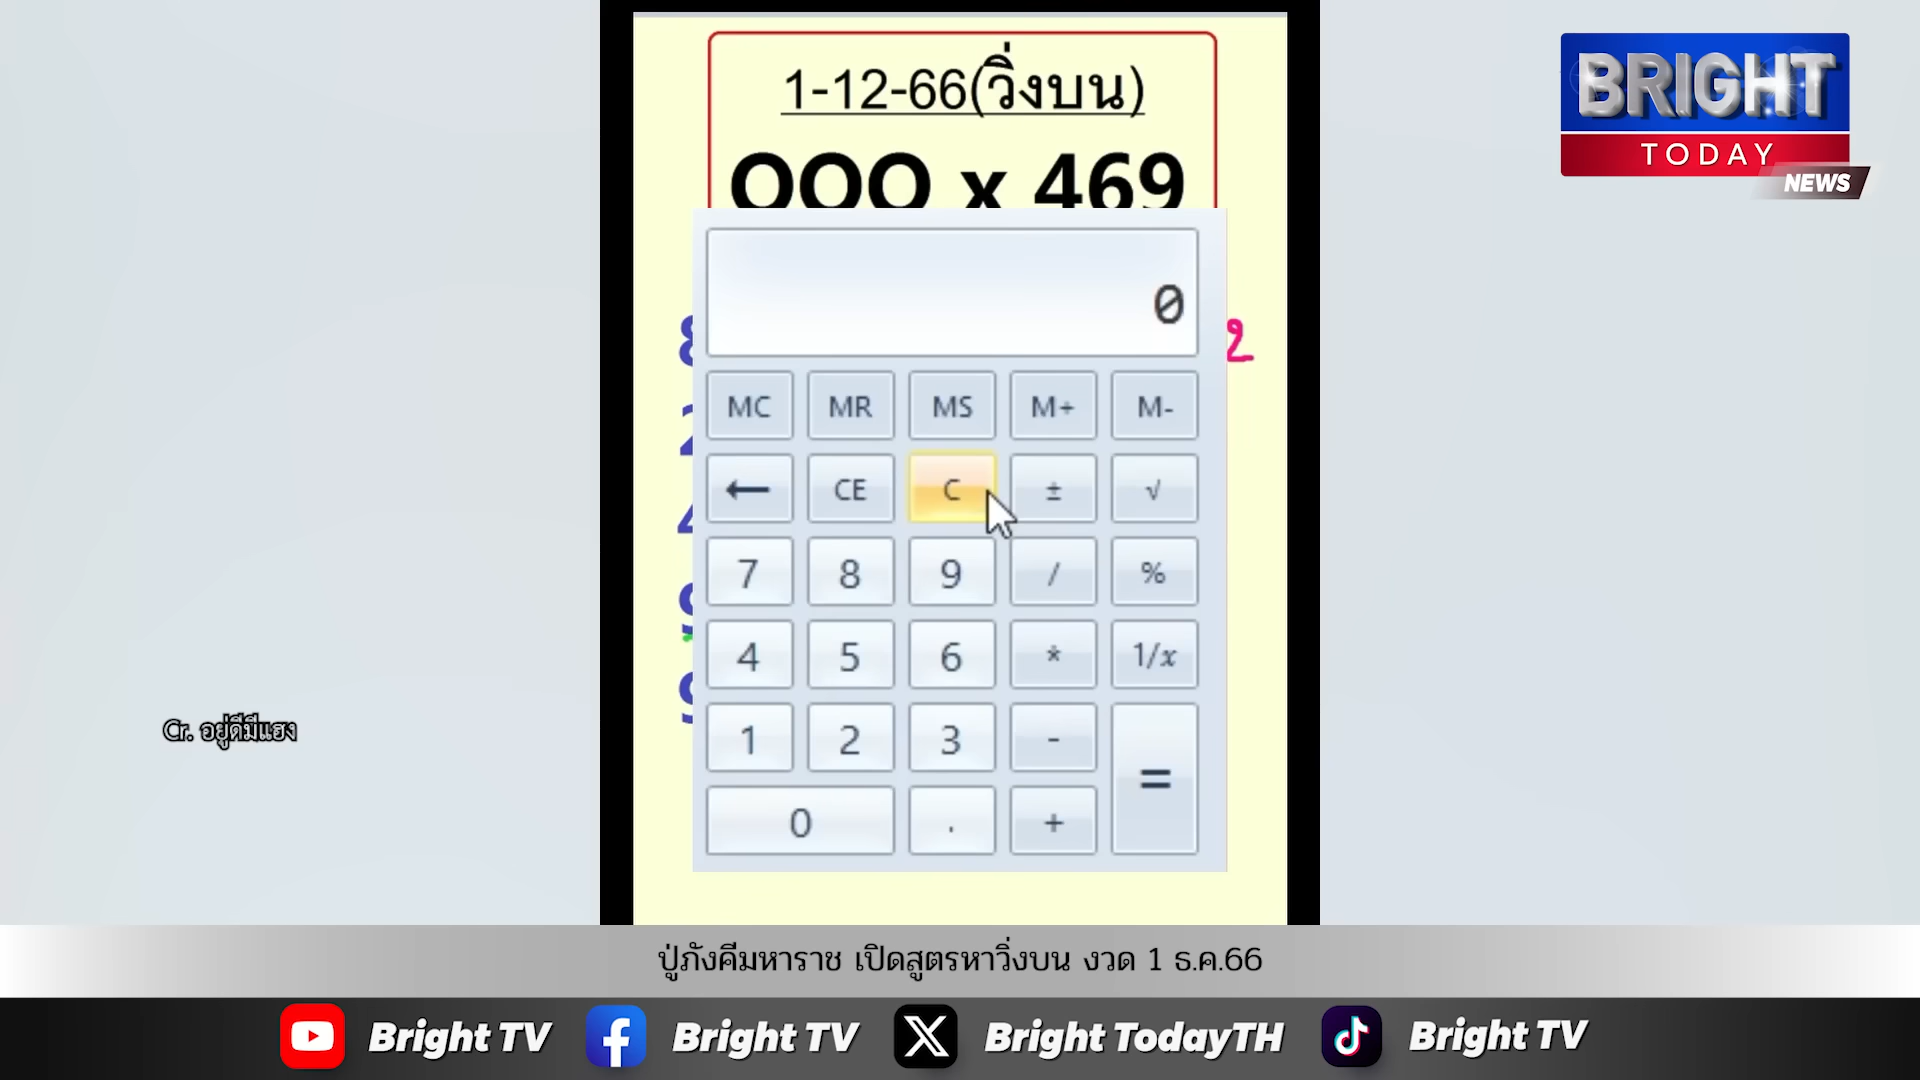 1-12-66(วิ่งบน)
OOO x 469
BRIGHT
TODAY
NEWS
0
2
MC MR MS M+ M-
← CE C ± √
7 8 9 / %
4 5 6 * 1/x
1 2 3 - =
0 . +
Cr. อยู่ดีมีแฮง
ปู่ภังคีมหาราช เปิดสูตรหาวิ่งบน งวด 1 ธ.ค.66
Bright TV Bright TV Bright TodayTH Bright TV